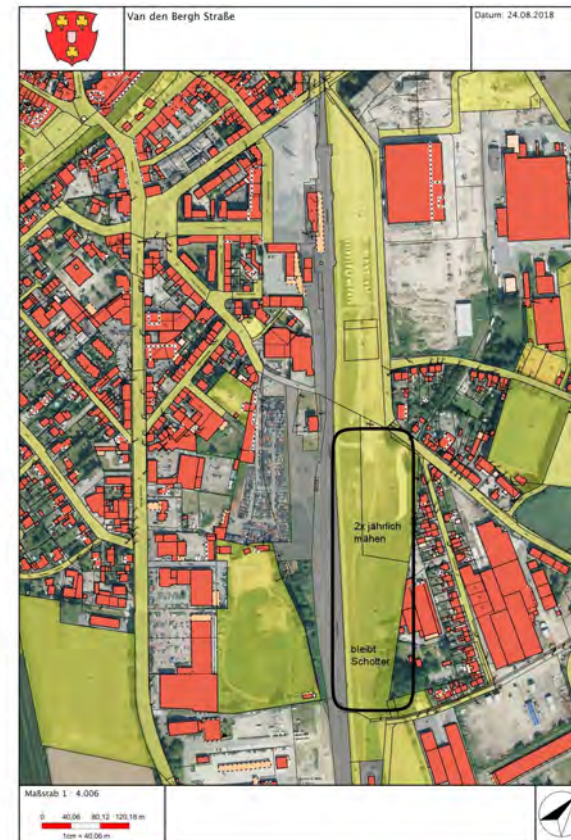 Van den Bergh Straße
Datum: 24.08.2018
2x jährlich
mähen
bleibt
Schotter
Maßstab 1 : 4.006
0 40,06 80,12 120,18 m
1cm = 40,06 m